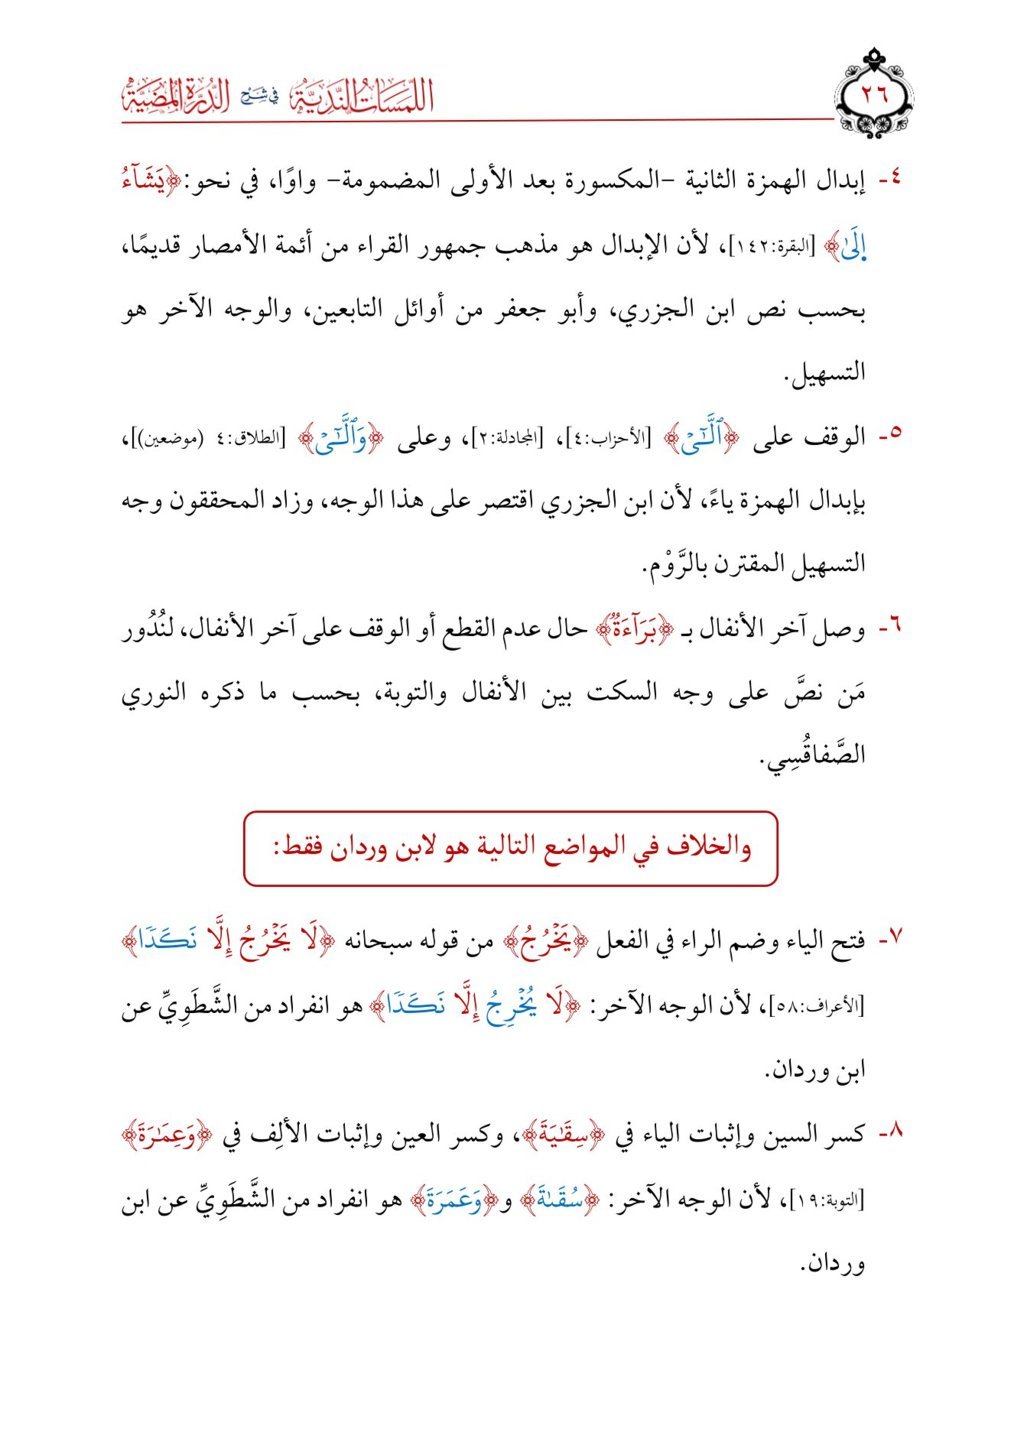 ٢٦
اللمسات الندية في شرح الدرة المضية
٤- إبدال الهمزة الثانية –المكسورة بعد الأولى المضمومة– واوًا، في نحو: ﴿يَشَآءُ
إِلَىٰ﴾ [البقرة:١٤٢]، لأن الإبدال هو مذهب جمهور القراء من أئمة الأمصار قديمًا،
بحسب نص ابن الجزري، وأبو جعفر من أوائل التابعين، والوجه الآخر هو
التسهيل.
٥- الوقف على ﴿ٱلَّـٰٓـِٔي﴾ [الأحزاب:٤]، [المجادلة:٢]، وعلى ﴿وَٱلَّـٰٓـِٔي﴾ [الطلاق:٤ (موضعين)]،
بإبدال الهمزة ياءً، لأن ابن الجزري اقتصر على هذا الوجه، وزاد المحققون وجه
التسهيل المقترن بالرَّوْم.
٦- وصل آخر الأنفال بـ ﴿بَرَآءَةٌ﴾ حال عدم القطع أو الوقف على آخر الأنفال، لنُدُور
مَن نصَّ على وجه السكت بين الأنفال والتوبة، بحسب ما ذكره النوري
الصَّفاقُسِي.
والخلاف في المواضع التالية هو لابن وردان فقط:
٧- فتح الياء وضم الراء في الفعل ﴿يَخْرُجُ﴾ من قوله سبحانه ﴿لَا يَخْرُجُ إِلَّا نَكَدًا﴾
[الأعراف:٥٨]، لأن الوجه الآخر: ﴿لَا يُخْرِجُ إِلَّا نَكَدًا﴾ هو انفراد من الشَّطَوِيِّ عن
ابن وردان.
٨- كسر السين وإثبات الياء في ﴿سِقَايَةَ﴾، وكسر العين وإثبات الألِف في ﴿وَعِمَـٰرَةَ﴾
[التوبة:١٩]، لأن الوجه الآخر: ﴿سُقَـٰةَ﴾ و﴿وَعَمَرَةَ﴾ هو انفراد من الشَّطَوِيِّ عن ابن
وردان.